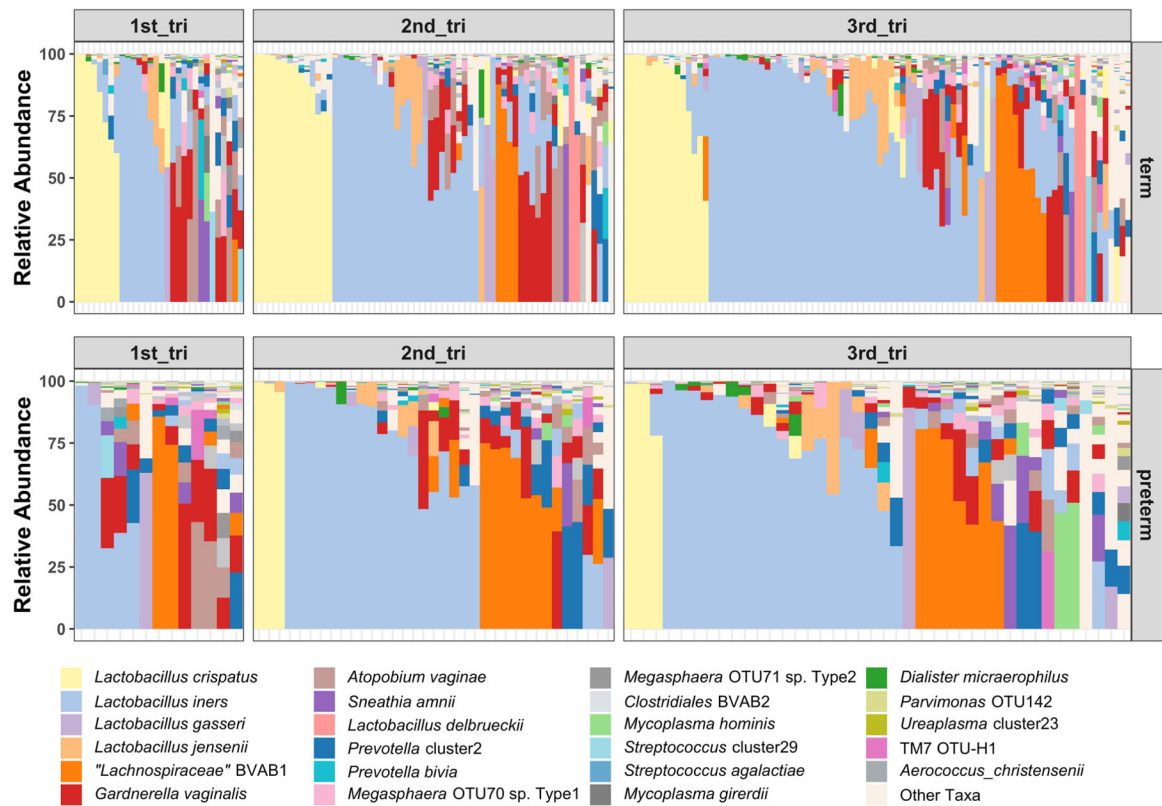 1st_tri 2nd_tri 3rd_tri
100
75
50
25
0
Relative Abundance
term
1st_tri 2nd_tri 3rd_tri
100
75
50
25
0
Relative Abundance
preterm
Lactobacillus crispatus
Lactobacillus iners
Lactobacillus gasseri
Lactobacillus jensenii
"Lachnospiraceae" BVAB1
Gardnerella vaginalis
Atopobium vaginae
Sneathia amnii
Lactobacillus delbrueckii
Prevotella cluster2
Prevotella bivia
Megasphaera OTU70 sp. Type1
Megasphaera OTU71 sp. Type2
Clostridiales BVAB2
Mycoplasma hominis
Streptococcus cluster29
Streptococcus agalactiae
Mycoplasma girerdii
Dialister micraerophilus
Parvimonas OTU142
Ureaplasma cluster23
TM7 OTU-H1
Aerococcus_christensenii
Other Taxa